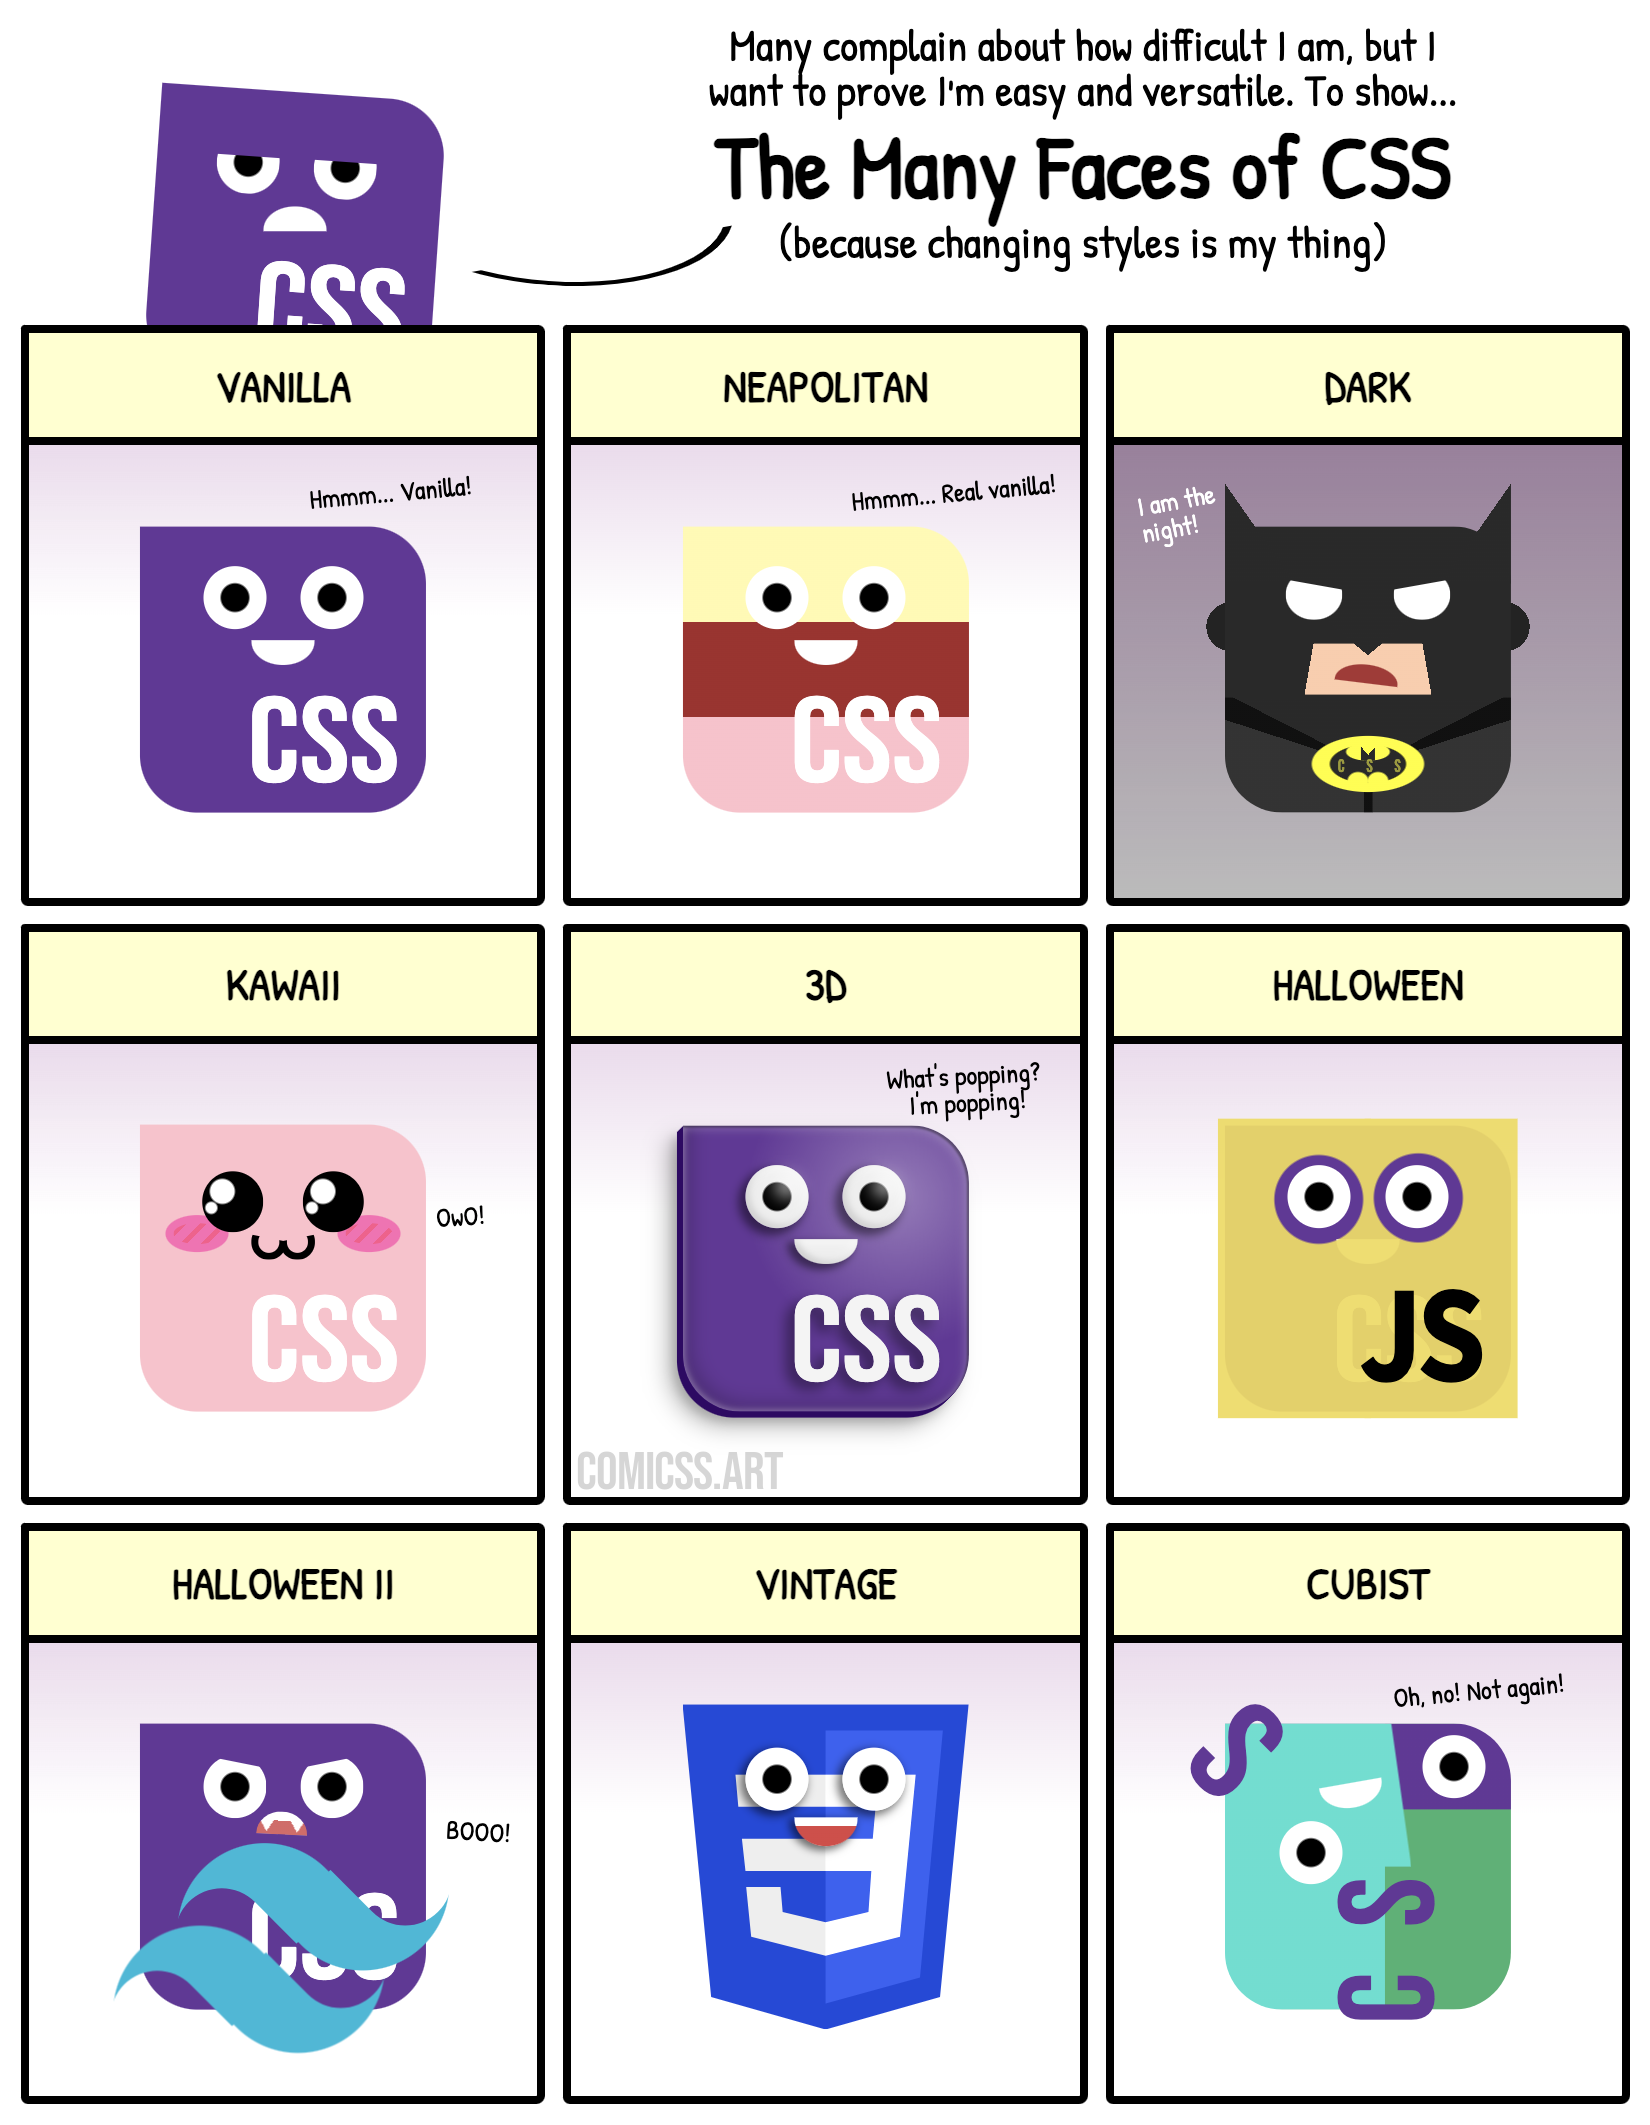 Many complain about how difficult I am, but I
want to prove I'm easy and versatile. To show...
The Many Faces of CSS
(because changing styles is my thing)
CSS
VANILLA
Hmmm... Vanilla!
CSS
NEAPOLITAN
Hmmm... Real vanilla!
CSS
DARK
I am the
night!
C S S
KAWAII
OwO!
CSS
3D
What's popping?
I'm popping!
CSS
COMICSS.ART
HALLOWEEN
CSS
JS
HALLOWEEN II
BOOO!
CSS
VINTAGE
CUBIST
Oh, no! Not again!
S
S
C